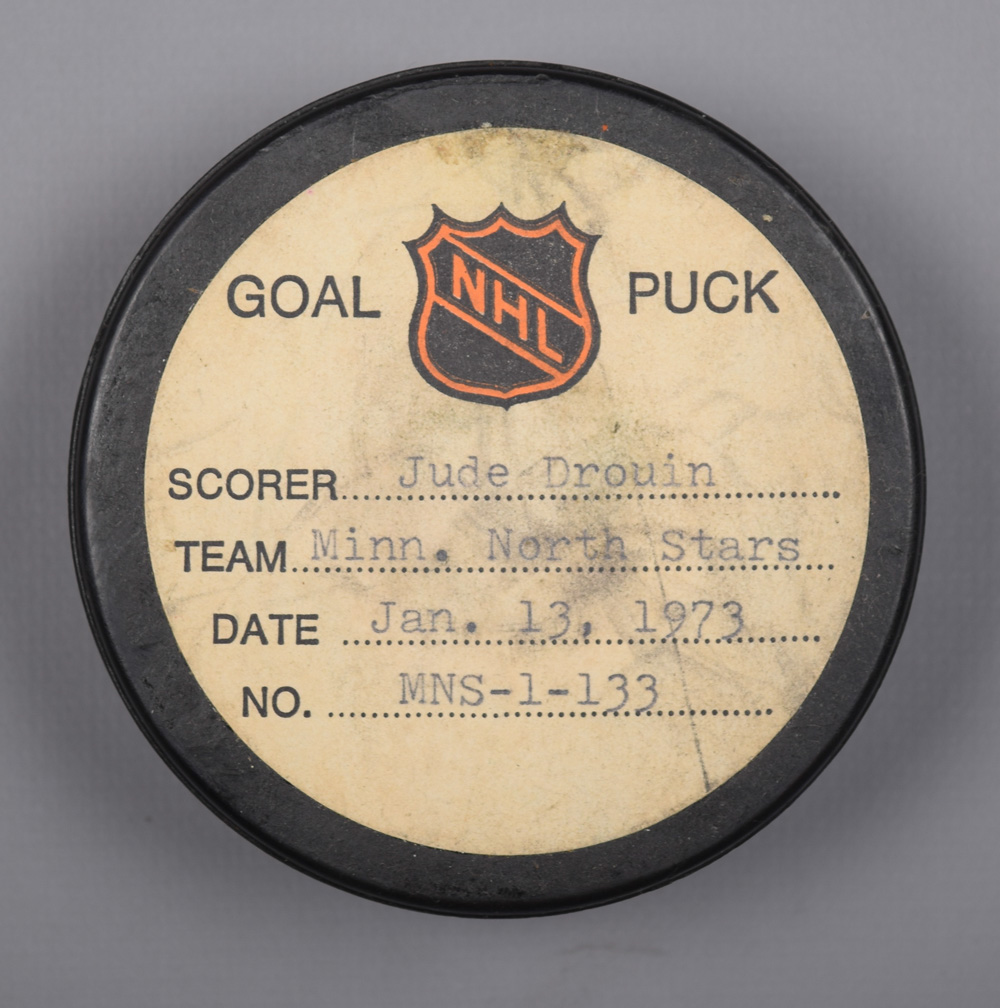 GOAL NHL PUCK
SCORER.... Jude Drouin
TEAM.. Minn. North Stars
DATE .... Jan. 13, 1973
NO. .... MNS-1-133